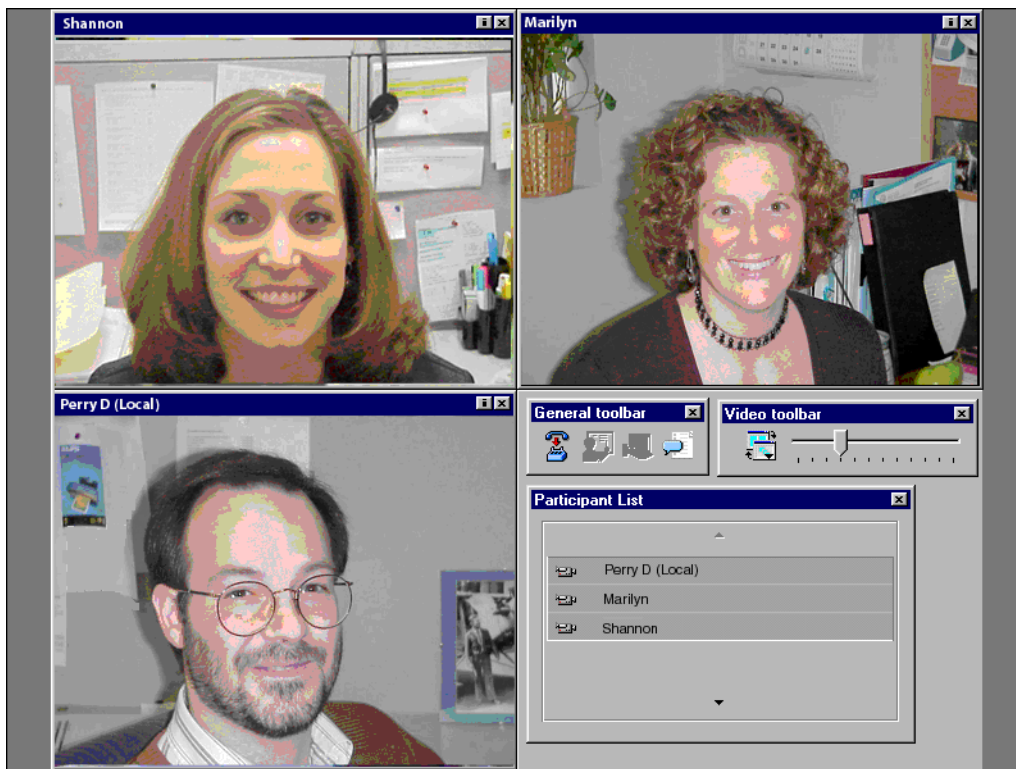 Shannon
Marilyn
Perry D (Local)
General toolbar
Video toolbar
Participant List
Perry D (Local)
Marilyn
Shannon